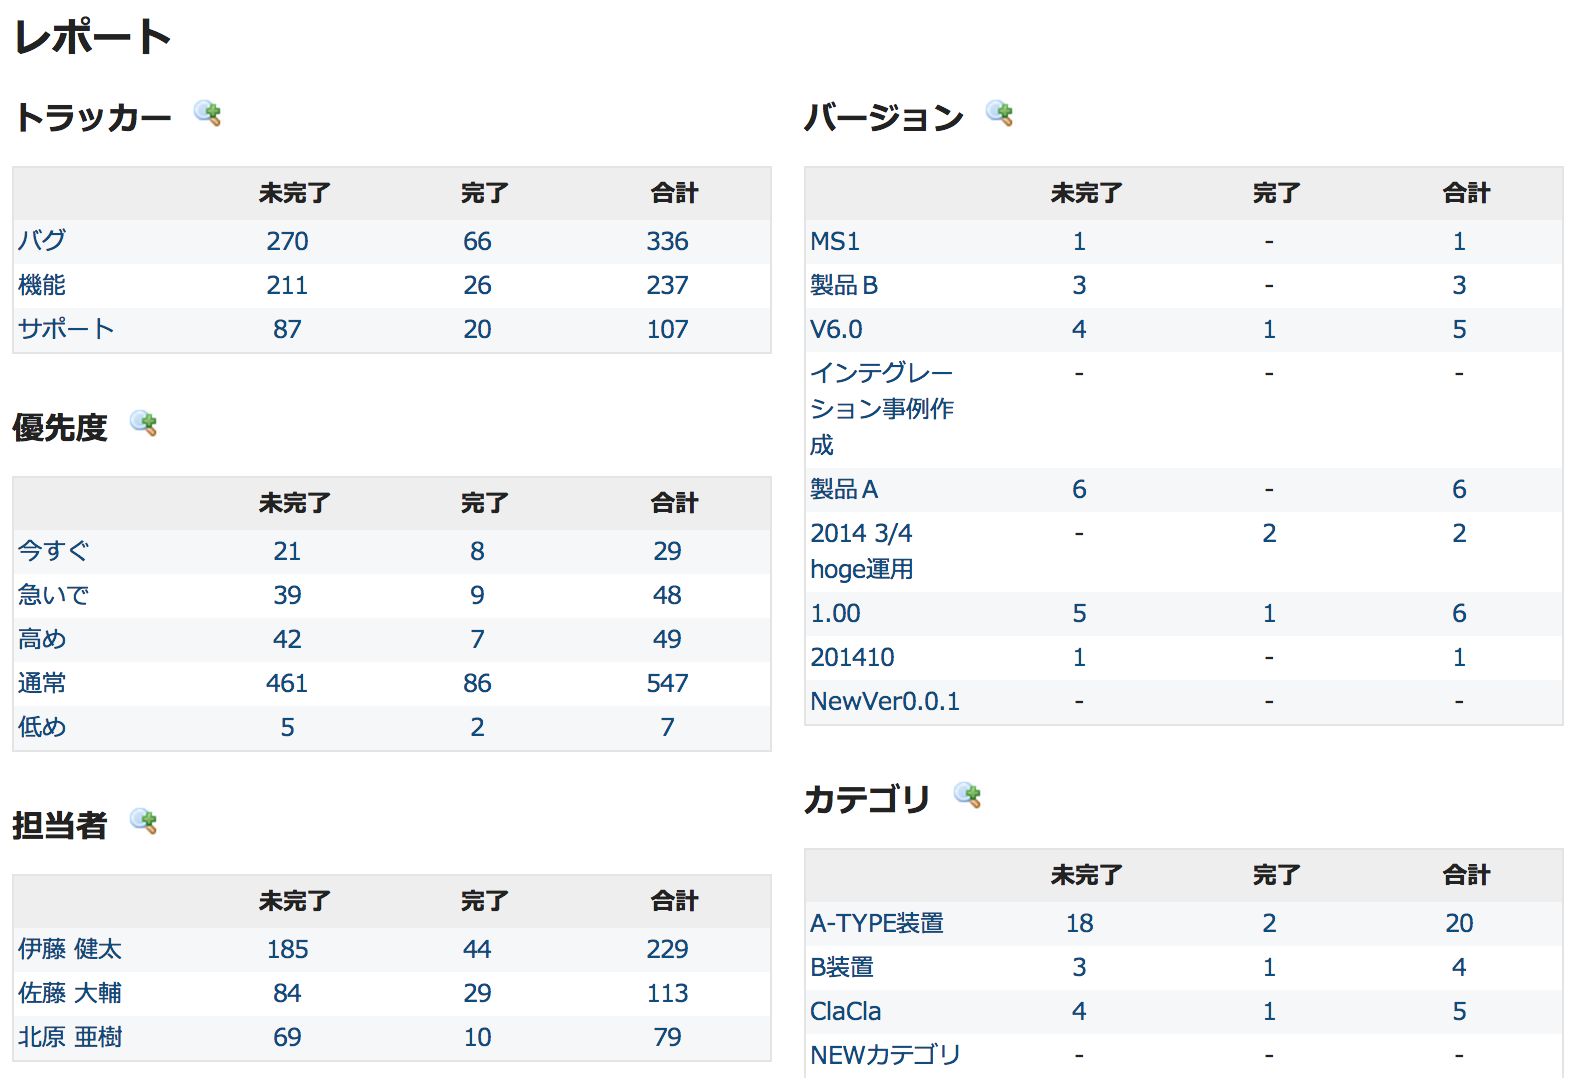 レポート
トラッカー
未完了 完了 合計
バグ 270 66 336
機能 211 26 237
サポート 87 20 107
優先度
未完了 完了 合計
今すぐ 21 8 29
急いで 39 9 48
高め 42 7 49
通常 461 86 547
低め 5 2 7
担当者
未完了 完了 合計
伊藤 健太 185 44 229
佐藤 大輔 84 29 113
北原 亜樹 69 10 79
バージョン
未完了 完了 合計
MS1 1 - 1
製品B 3 - 3
V6.0 4 1 5
インテグレー - - -
ション事例作
成
製品A 6 - 6
2014 3/4 - 2 2
hoge運用
1.00 5 1 6
201410 1 - 1
NewVer0.0.1 - - -
カテゴリ
未完了 完了 合計
A-TYPE装置 18 2 20
B装置 3 1 4
ClaCla 4 1 5
NEWカテゴリ - - -